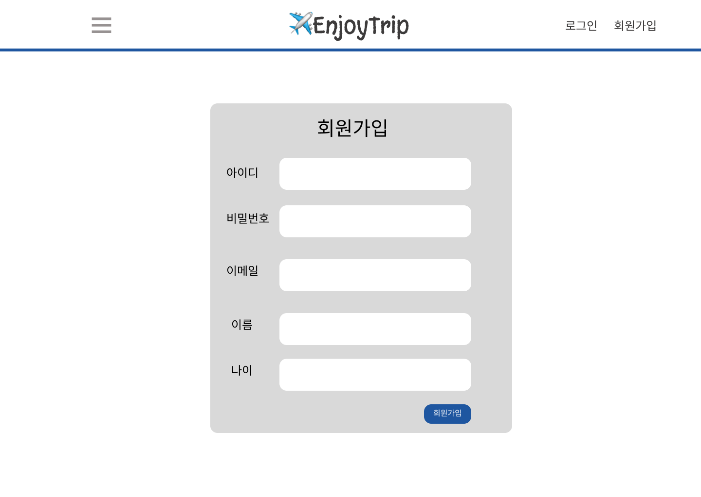 EnjoyTrip
로그인 회원가입
회원가입
아이디
비밀번호
이메일
이름
나이
회원가입